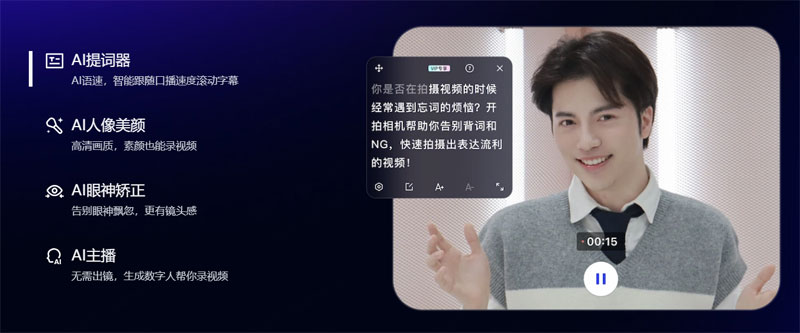 AI提词器
AI语速，智能跟随口播速度滚动字幕
AI人像美颜
高清画质，素颜也能录视频
AI眼神矫正
告别眼神飘忽，更有镜头感
AI主播
无需出镜，生成数字人帮你录视频
VIP专享
你是否在拍摄视频的时候
经常遇到忘词的烦恼？开
拍相机帮助你告别背词和
NG，快速拍摄出表达流利
的视频！
A+
A-
00:15